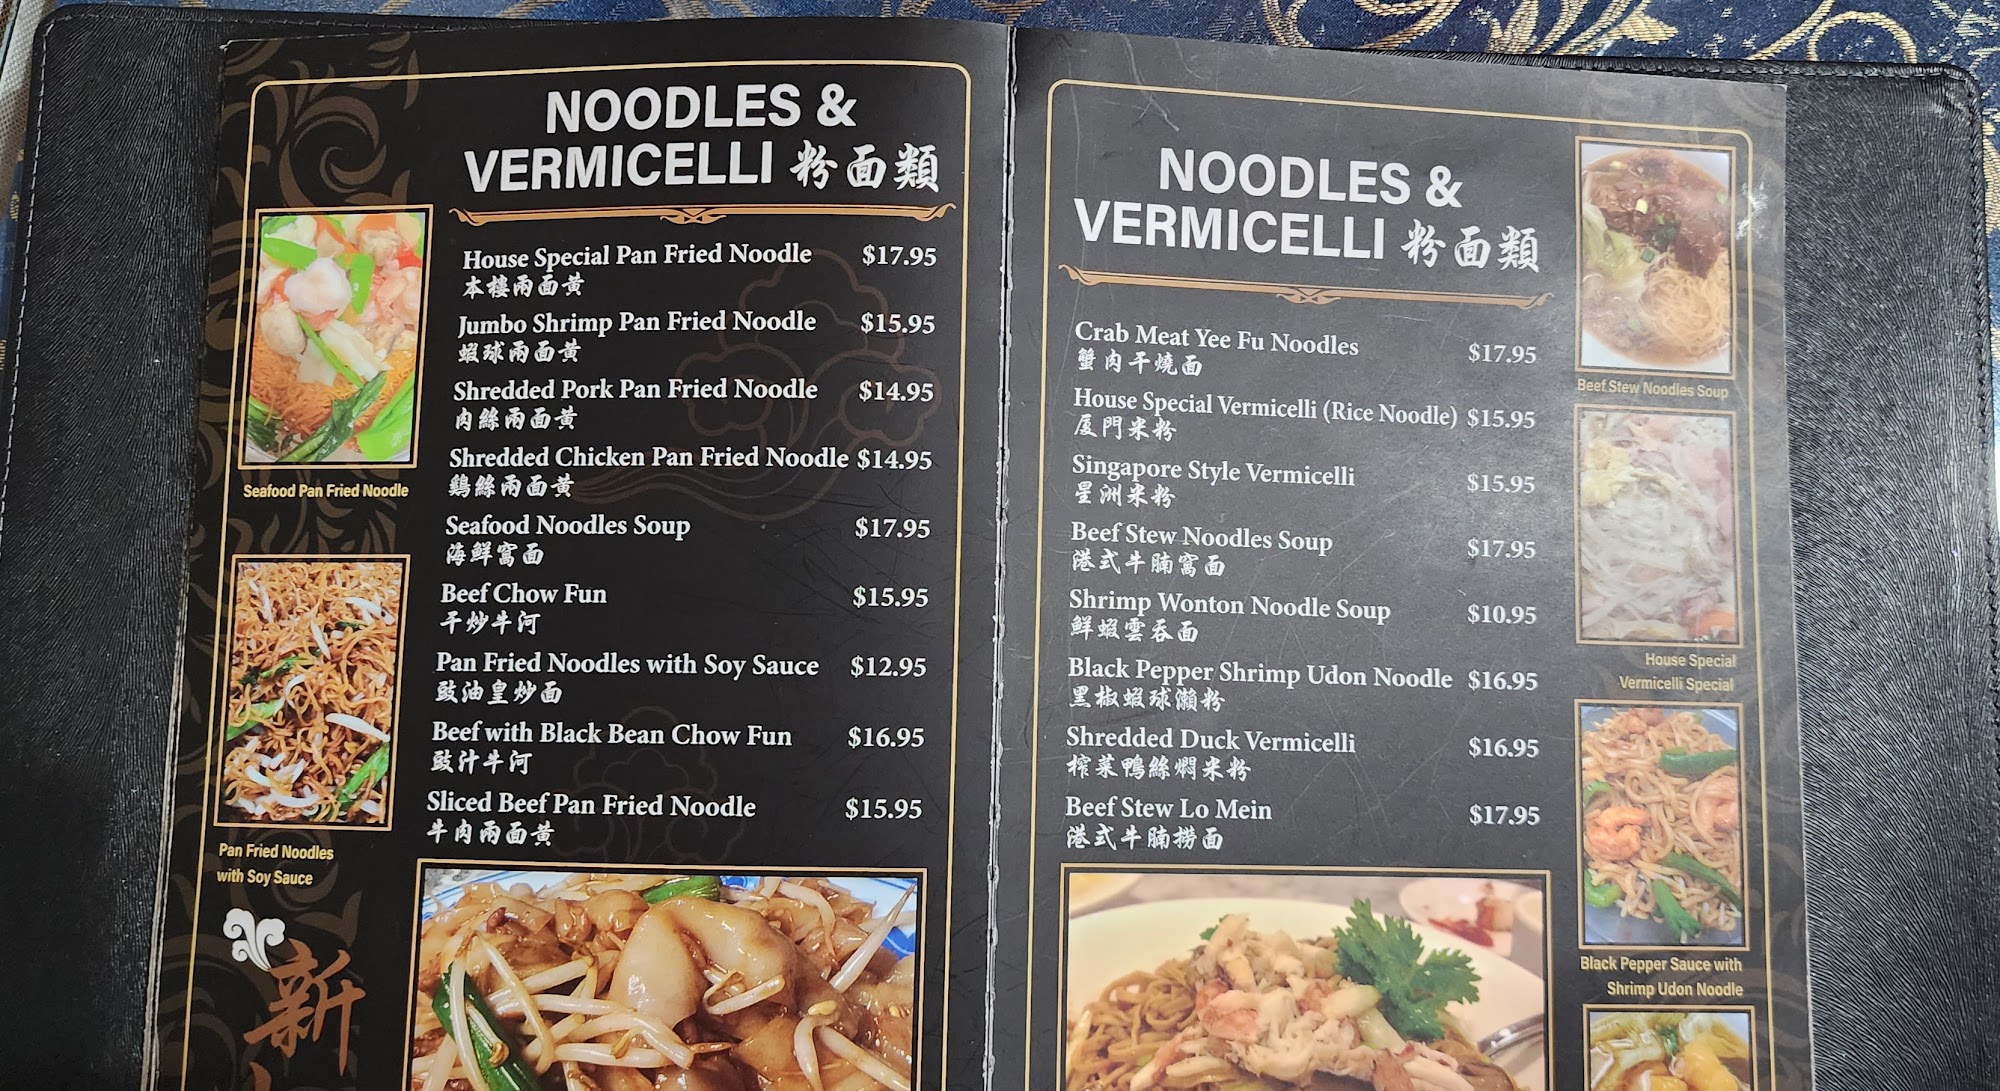 NOODLES &
VERMICELLI 粉面類
House Special Pan Fried Noodle $17.95
本樓兩面黄
Jumbo Shrimp Pan Fried Noodle $15.95
蝦球兩面黄
Shredded Pork Pan Fried Noodle $14.95
肉絲兩面黄
Shredded Chicken Pan Fried Noodle $14.95
鷄絲兩面黄
Seafood Noodles Soup $17.95
海鮮窩面
Beef Chow Fun $15.95
干炒牛河
Pan Fried Noodles with Soy Sauce $12.95
豉油皇炒面
Beef with Black Bean Chow Fun $16.95
豉汁牛河
Sliced Beef Pan Fried Noodle $15.95
牛肉兩面黄
Seafood Pan Fried Noodle
Pan Fried Noodles
with Soy Sauce
新
NOODLES &
VERMICELLI 粉面類
Crab Meat Yee Fu Noodles $17.95
蟹肉干燒面
House Special Vermicelli (Rice Noodle) $15.95
厦門米粉
Singapore Style Vermicelli $15.95
星洲米粉
Beef Stew Noodles Soup $17.95
港式牛腩窩面
Shrimp Wonton Noodle Soup $10.95
鮮蝦雲吞面
Black Pepper Shrimp Udon Noodle $16.95
黑椒蝦球瀨粉
Shredded Duck Vermicelli $16.95
榨菜鴨絲燜米粉
Beef Stew Lo Mein $17.95
港式牛腩撈面
Beef Stew Noodles Soup
House Special
Vermicelli Special
Black Pepper Sauce with
Shrimp Udon Noodle